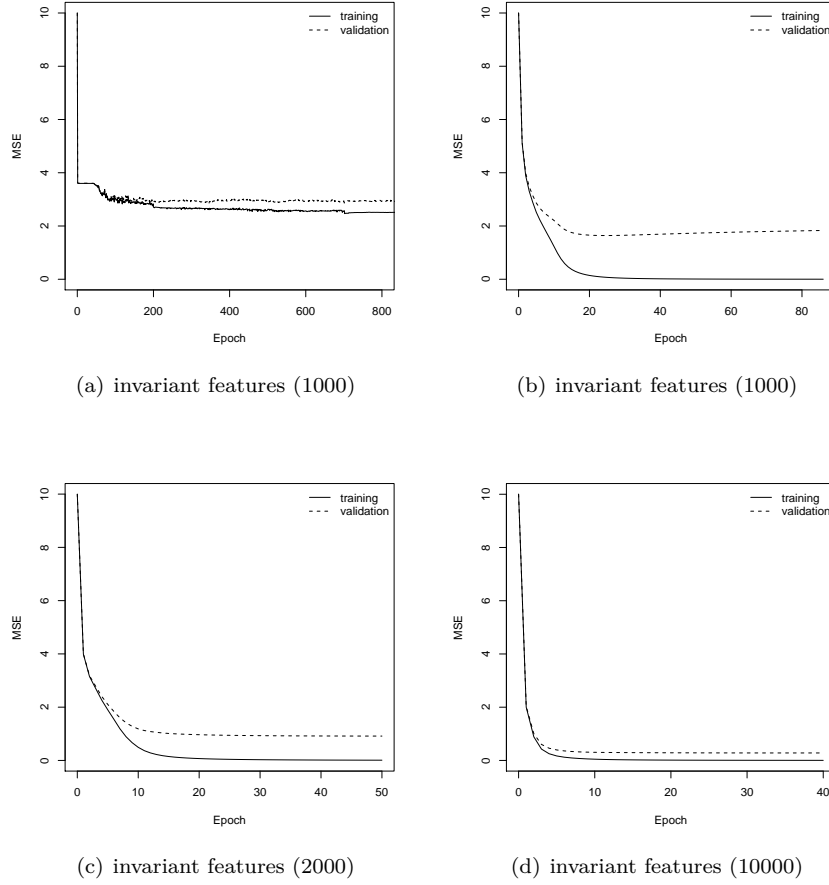 training
validation
10
8
6
4
2
0
MSE
0
200
400
600
800
Epoch
(a) invariant features (1000)
training
validation
10
8
6
4
2
0
MSE
0
20
40
60
80
Epoch
(b) invariant features (1000)
training
validation
10
8
6
4
2
0
MSE
0
10
20
30
40
50
Epoch
(c) invariant features (2000)
training
validation
10
8
6
4
2
0
MSE
0
10
20
30
40
Epoch
(d) invariant features (10000)